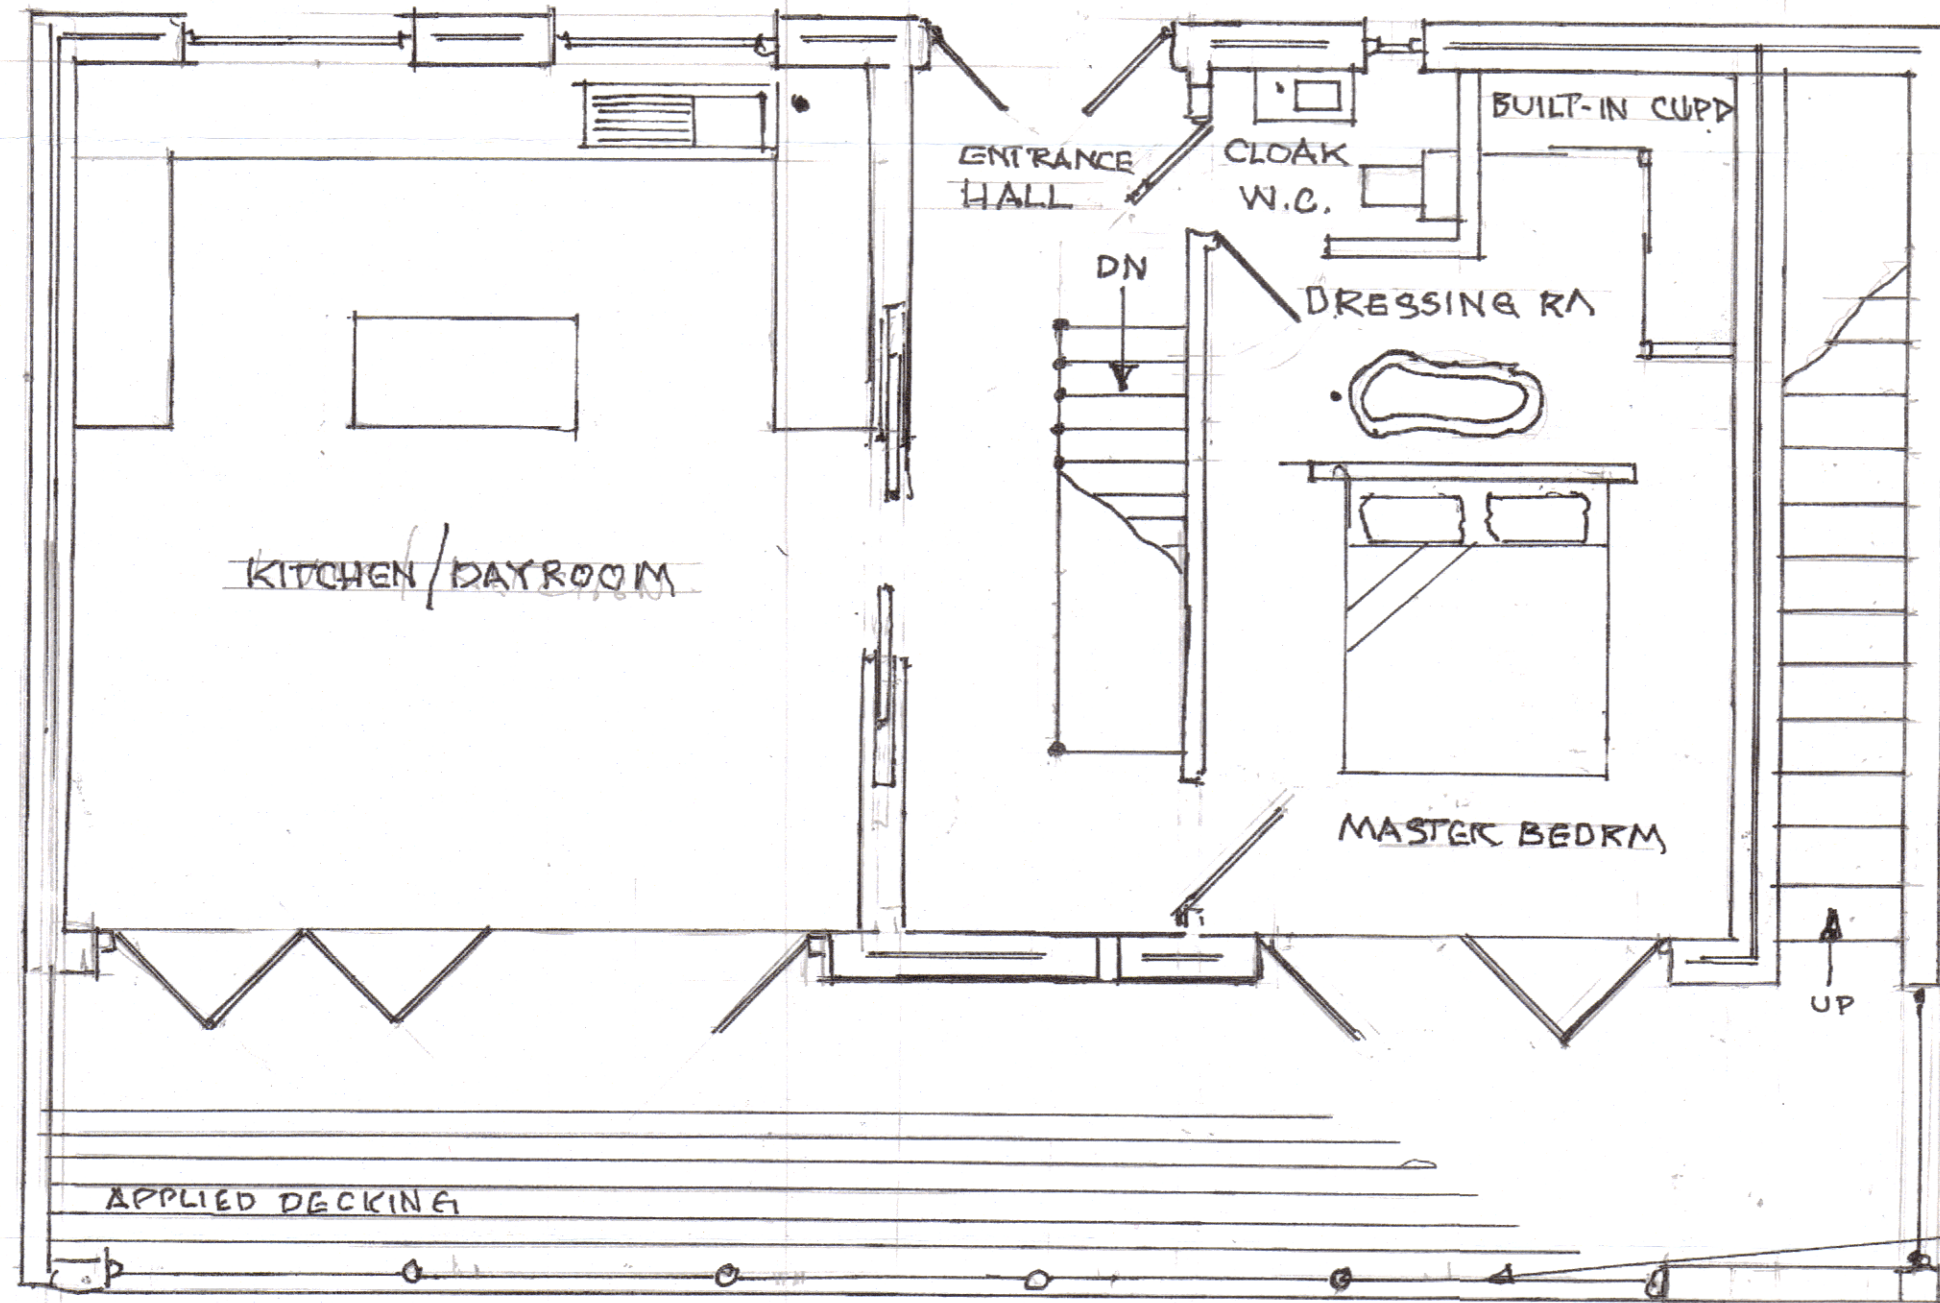 BUILT-IN CUPD
ENTRANCE
HALL
CLOAK
W.C.
DN
DRESSING RM
KITCHEN/DAYROOM
MASTER BEDRM
UP
APPLIED DECKING